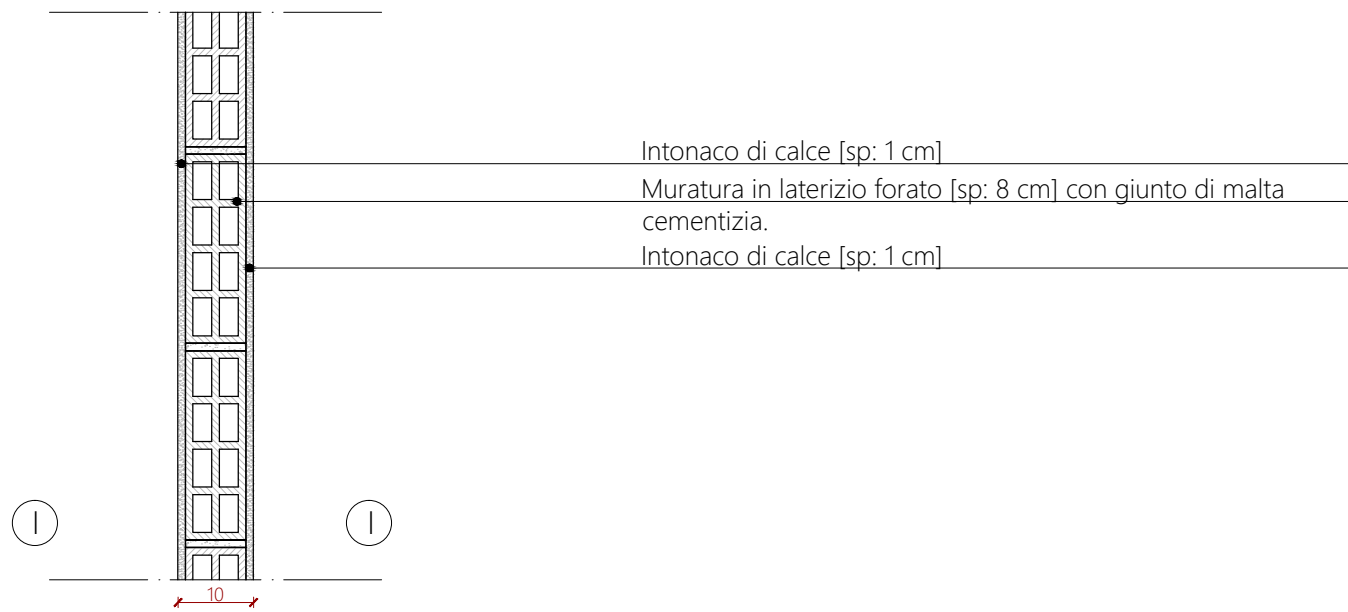 Intonaco di calce [sp: 1 cm]
Muratura in laterizio forato [sp: 8 cm] con giunto di malta
cementizia.
Intonaco di calce [sp: 1 cm]
I
I
10